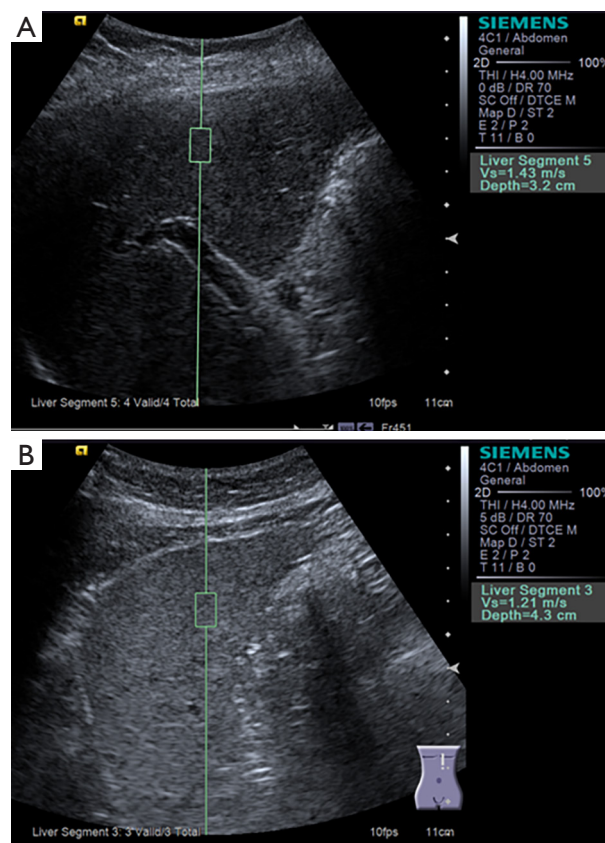 A
SIEMENS
4C1 / Abdomen
General
2D 100%
THI / H4.00 MHz
0 dB / DR 70
SC Off / DTCE M
Map D / ST 2
E 2 / P 2
T 11 / B 0
Liver Segment 5
Vs=1.43 m/s
Depth=3.2 cm
Liver Segment 5: 4 Valid/4 Total
10fps 11cm
Fr451
B
SIEMENS
4C1 / Abdomen
General
2D 100%
THI / H4.00 MHz
5 dB / DR 70
SC Off / DTCE M
Map D / ST 2
E 2 / P 2
T 11 / B 0
Liver Segment 3
Vs=1.21 m/s
Depth=4.3 cm
Liver Segment 3: 3 Valid/3 Total
10fps 11cm